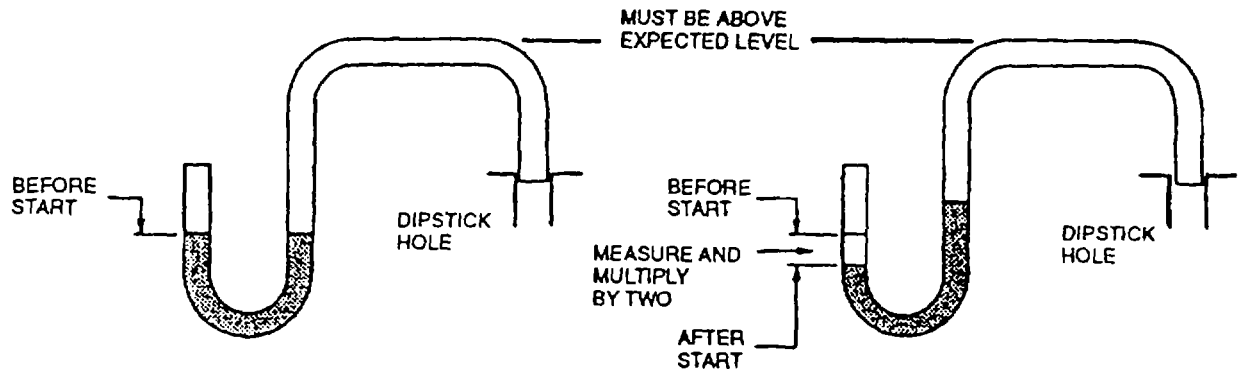 MUST BE ABOVE
EXPECTED LEVEL
BEFORE
START
DIPSTICK
HOLE
BEFORE
START
MEASURE AND
MULTIPLY
BY TWO
AFTER
START
DIPSTICK
HOLE